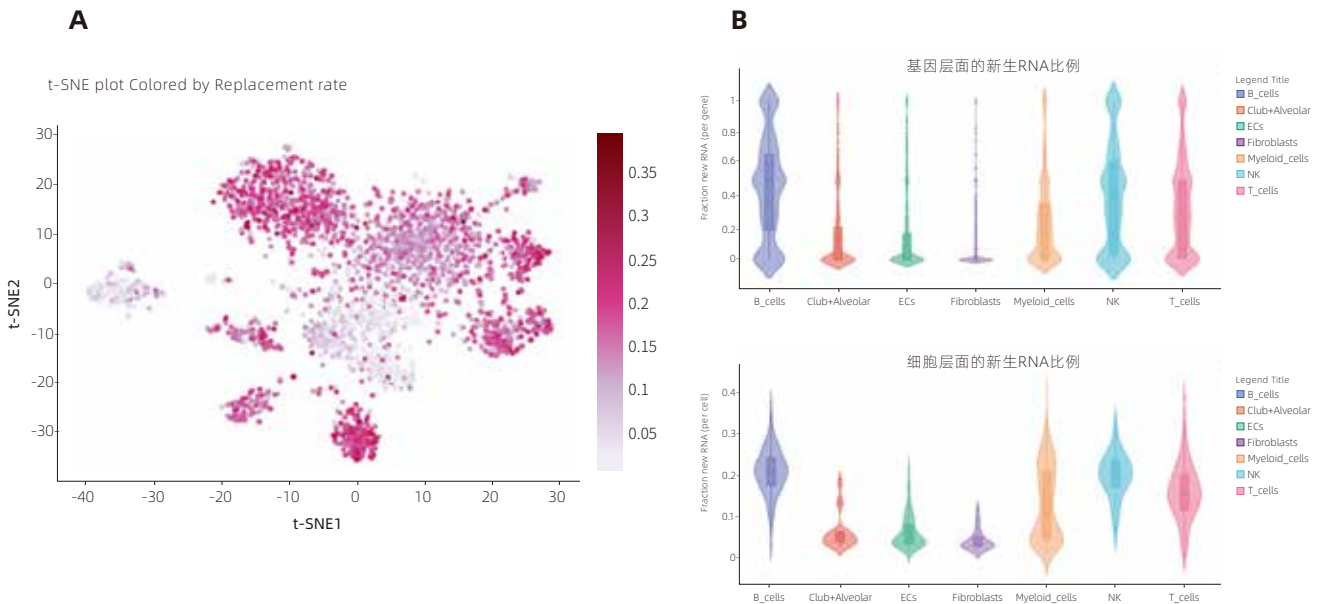 A
t-SNE plot Colored by Replacement rate
30
20
10
0
-10
-20
-30
t-SNE2
-40
-30
-20
-10
0
10
20
30
t-SNE1
0.35
0.3
0.25
0.2
0.15
0.1
0.05
B
基因层面的新生RNA比例
Fraction new RNA (per gene)
1
0.8
0.6
0.4
0.2
0
B_cells
Club+Alveolar
ECs
Fibroblasts
Myeloid_cells
NK
T_cells
Legend Title
B_cells
Club+Alveolar
ECs
Fibroblasts
Myeloid_cells
NK
T_cells
细胞层面的新生RNA比例
Fraction new RNA (per cell)
0.4
0.3
0.2
0.1
0
B_cells
Club+Alveolar
ECs
Fibroblasts
Myeloid_cells
NK
T_cells
Legend Title
B_cells
Club+Alveolar
ECs
Fibroblasts
Myeloid_cells
NK
T_cells